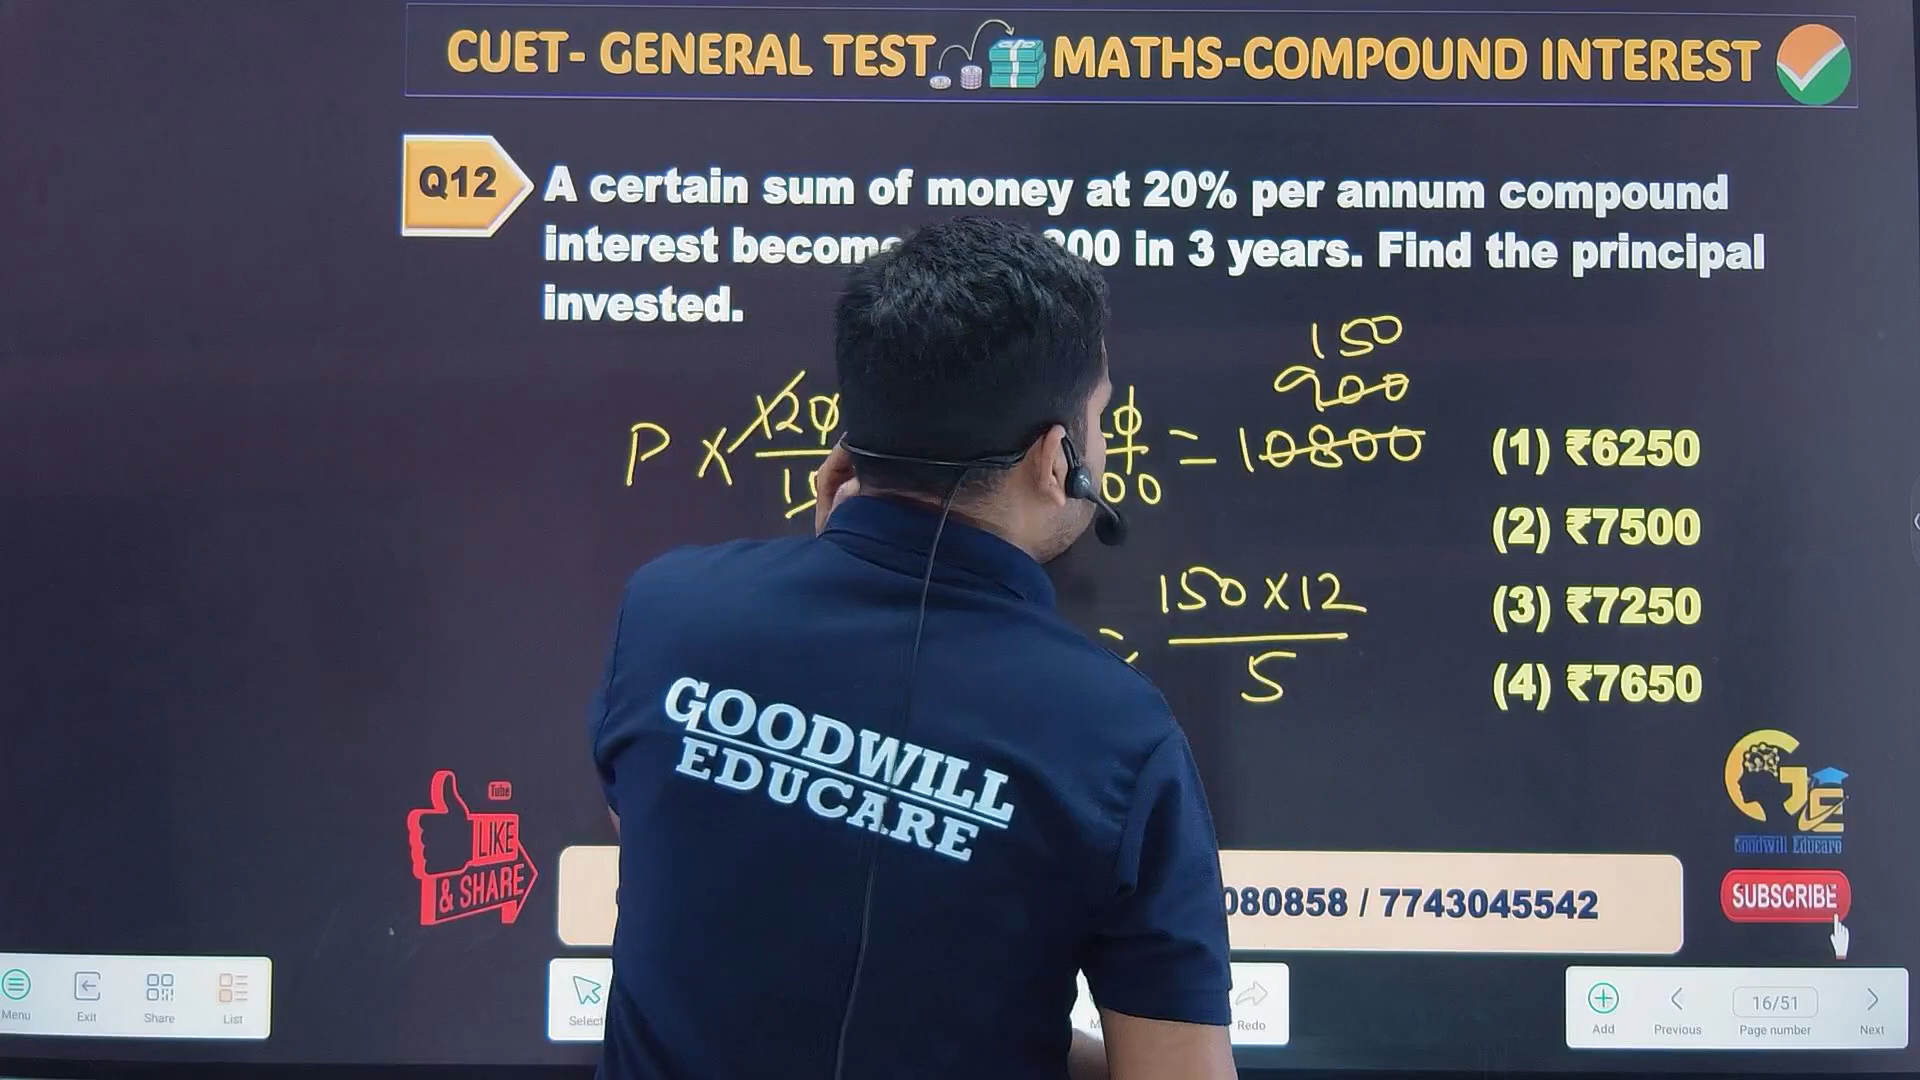 CUET- GENERAL TEST MATHS-COMPOUND INTEREST
Q12
A certain sum of money at 20% per annum compound
interest in 3 years. Find the principal
invested.
150
900
P × 120 = 10800
150 × 12
5
(1) ₹6250
(2) ₹7500
(3) ₹7250
(4) ₹7650
GOODWILL
EDUCARE
Tube
LIKE
& SHARE
080858 / 7743045542
Goodwill Educare
SUBSCRIBE
Menu Exit Share List
Select Redo
Add Previous 16/51 Page number Next